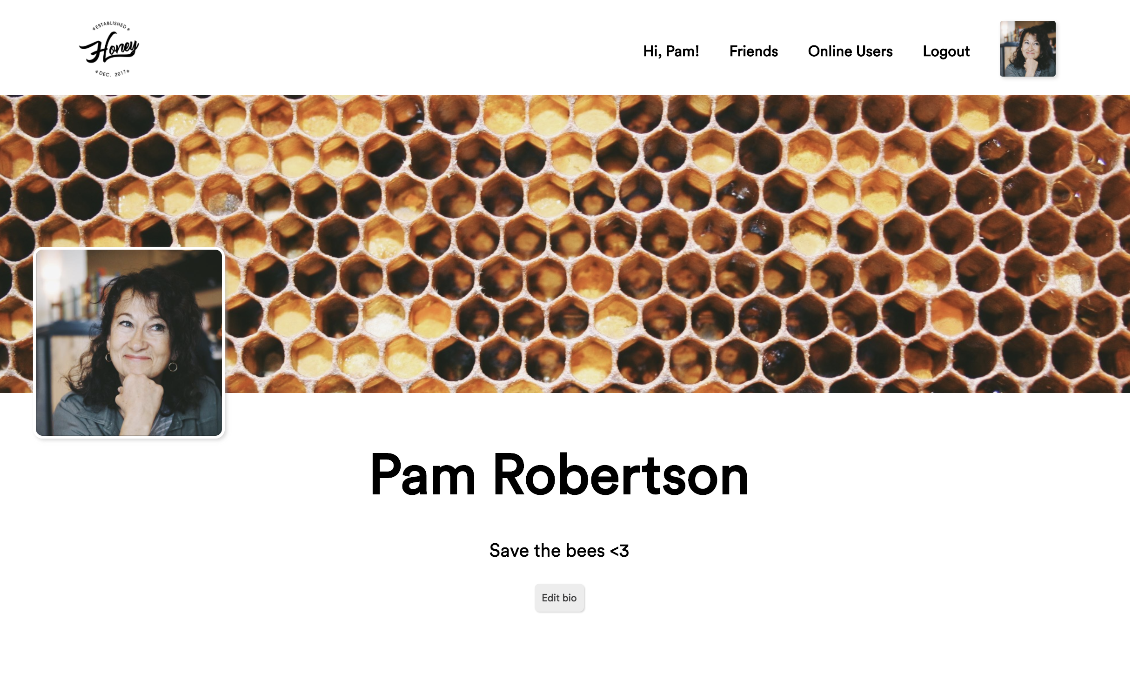 ★ESTABLISHED★
Honey
★DEC. 2017★
Hi, Pam!
Friends
Online Users
Logout
Pam Robertson
Save the bees <3
Edit bio